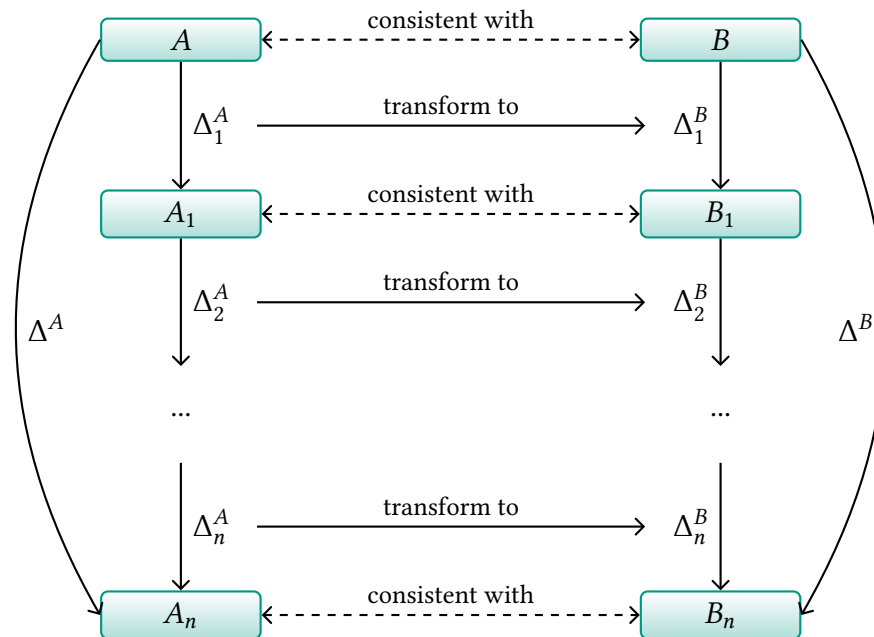 A consistent with B
Δ₁ᴬ transform to Δ₁ᴮ
A₁ consistent with B₁
Δ₂ᴬ transform to Δ₂ᴮ
Δᴬ Δᴮ
... ...
Δₙᴬ transform to Δₙᴮ
Aₙ consistent with Bₙ